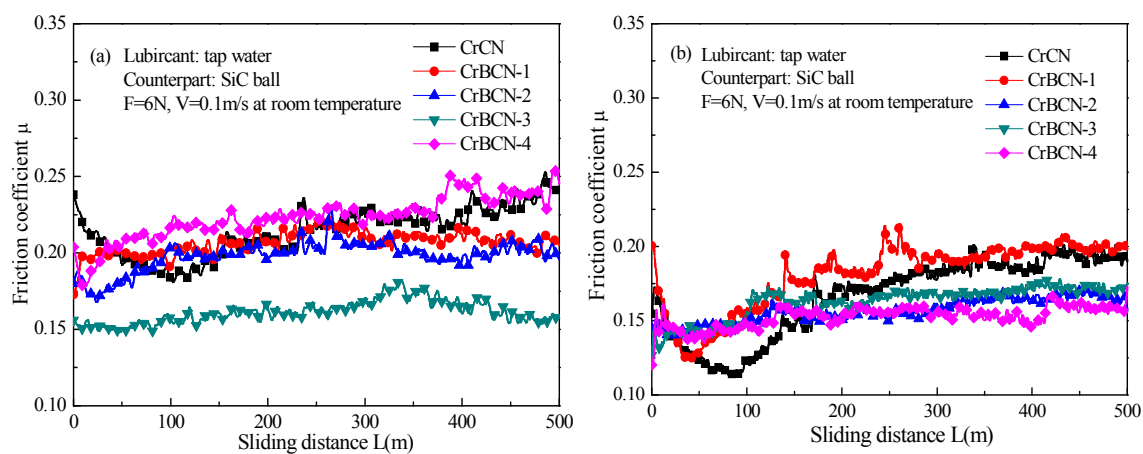 0.35
0.30
0.25
0.20
0.15
0.10
Friction coefficient μ
(a)
Lubircant: tap water
Counterpart: SiC ball
F=6N, V=0.1m/s at room temperature
CrCN
CrBCN-1
CrBCN-2
CrBCN-3
CrBCN-4
0 100 200 300 400 500
Sliding distance L(m)
0.35
0.30
0.25
0.20
0.15
0.10
Friction coefficient μ
(b)
Lubircant: tap water
Counterpart: SiC ball
F=6N, V=0.1m/s at room temperature
CrCN
CrBCN-1
CrBCN-2
CrBCN-3
CrBCN-4
0 100 200 300 400 500
Sliding distance L(m)